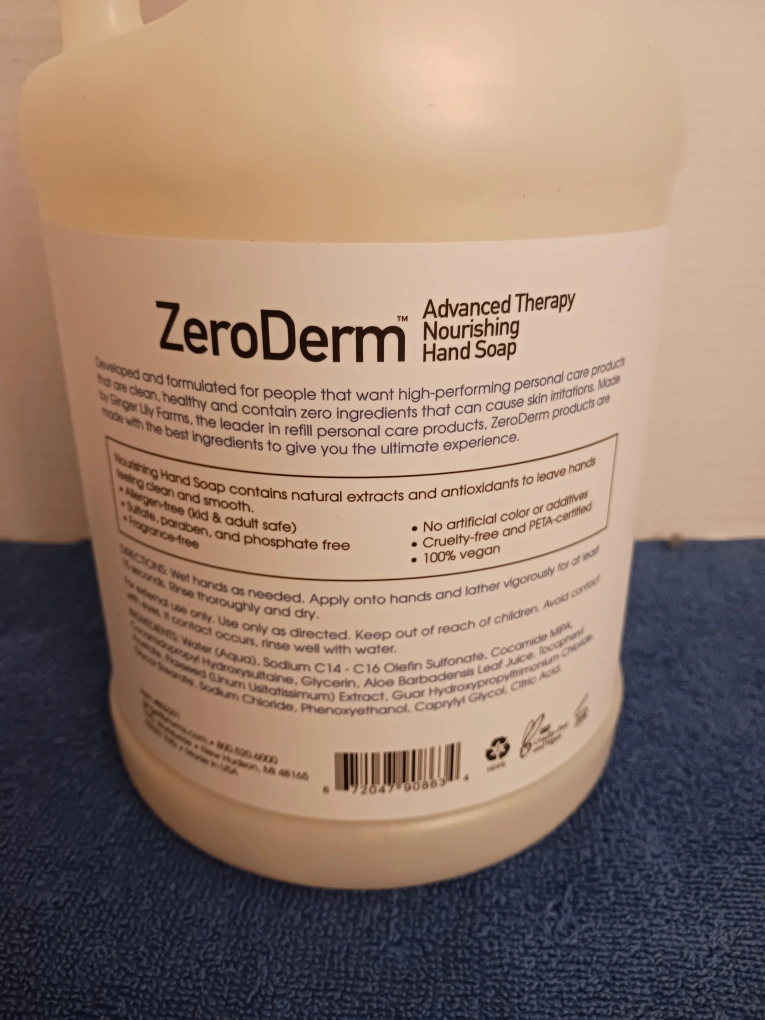 ZeroDerm™
Advanced Therapy
Nourishing
Hand Soap
Developed and formulated for people that want high-performing personal care products
that are clean, healthy and contain zero ingredients that can cause skin irritations. Made
by Ginger Lily Farms, the leader in refill personal care products, ZeroDerm products are
made with the best ingredients to give you the ultimate experience.
Nourishing Hand Soap contains natural extracts and antioxidants to leave hands
feeling clean and smooth.
• Allergen-free (kid & adult safe)
• Sulfate, paraben, and phosphate free
• Fragrance-free
• No artificial color or additives
• Cruelty-free and PETA-certified
• 100% vegan
DIRECTIONS: Wet hands as needed. Apply onto hands and lather vigorously for at least
seconds. Rinse thoroughly and dry.
For external use only. Use only as directed. Keep out of reach of children. Avoid contact
with eyes. If contact occurs, rinse well with water.
INGREDIENTS: Water (Aqua), Sodium C14 - C16 Olefin Sulfonate, Cocamide MIPA,
Cocamidopropyl Hydroxysultaine, Glycerin, Aloe Barbadensis Leaf Juice, Tocopheryl
Acetate, Flaxseed (Linum Usitatissimum) Extract, Guar Hydroxypropyltrimonium Chloride,
Glycol Stearate, Sodium Chloride, Phenoxyethanol, Caprylyl Glycol, Citric Acid.
• 800.620.6000
• New Hudson, MI 48165
• Made in USA
6 72047 90863 4
HDPE